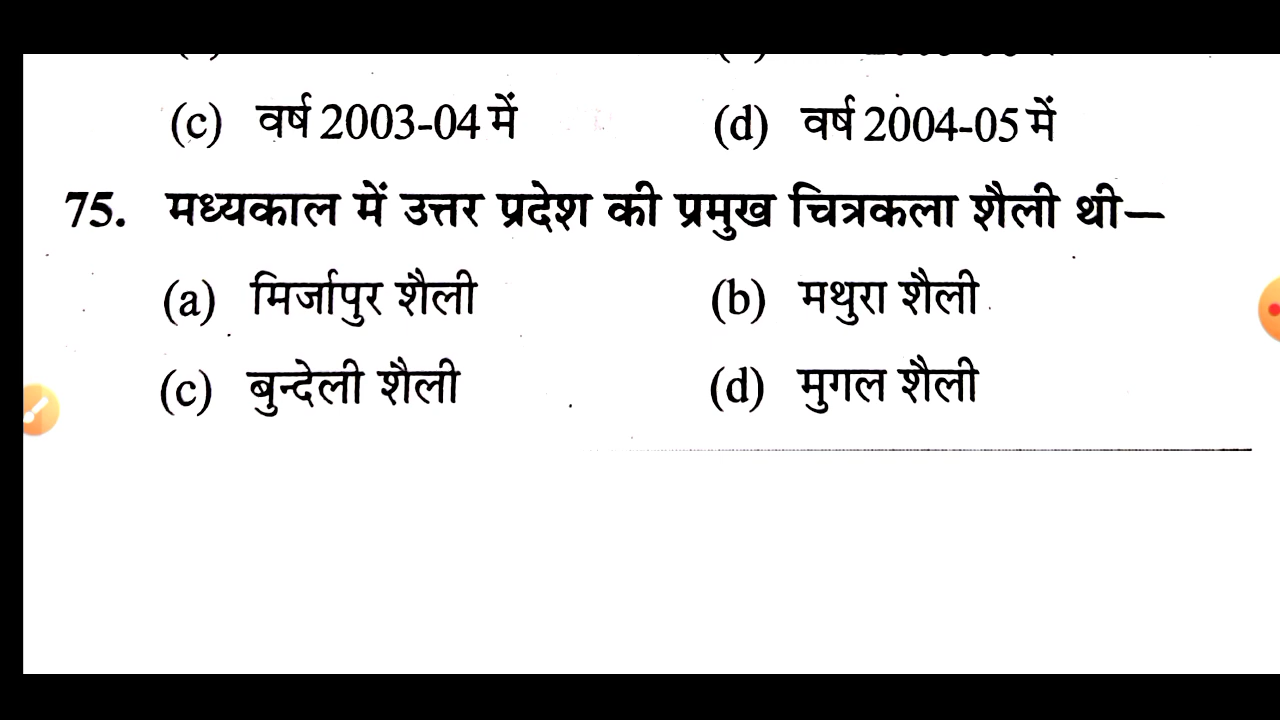 (c) वर्ष 2003-04 में (d) वर्ष 2004-05 में
75. मध्यकाल में उत्तर प्रदेश की प्रमुख चित्रकला शैली थी—
(a) मिर्जापुर शैली (b) मथुरा शैली
(c) बुन्देली शैली (d) मुगल शैली